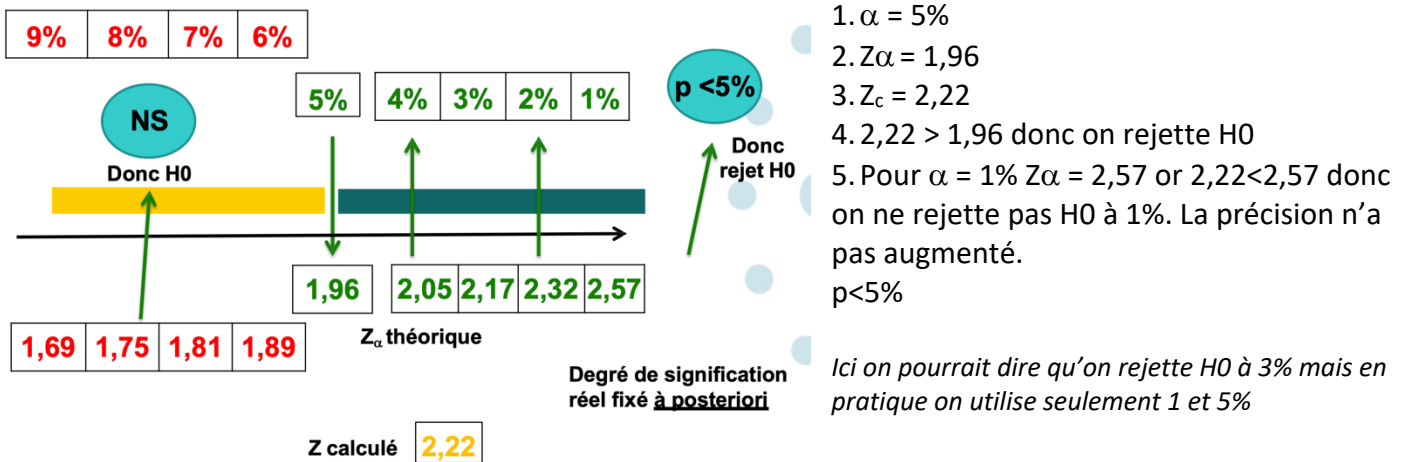 9% 8% 7% 6%
NS
Donc H0
5% 4% 3% 2% 1%
p <5%
Donc
rejet H0
1,96 2,05 2,17 2,32 2,57
Zα théorique
1,69 1,75 1,81 1,89
Degré de signification
réel fixé à posteriori
Z calculé 2,22
1. α = 5%
2. Zα = 1,96
3. Zc = 2,22
4. 2,22 > 1,96 donc on rejette H0
5. Pour α = 1% Zα = 2,57 or 2,22<2,57 donc
on ne rejette pas H0 à 1%. La précision n’a
pas augmenté.
p<5%
Ici on pourrait dire qu’on rejette H0 à 3% mais en
pratique on utilise seulement 1 et 5%